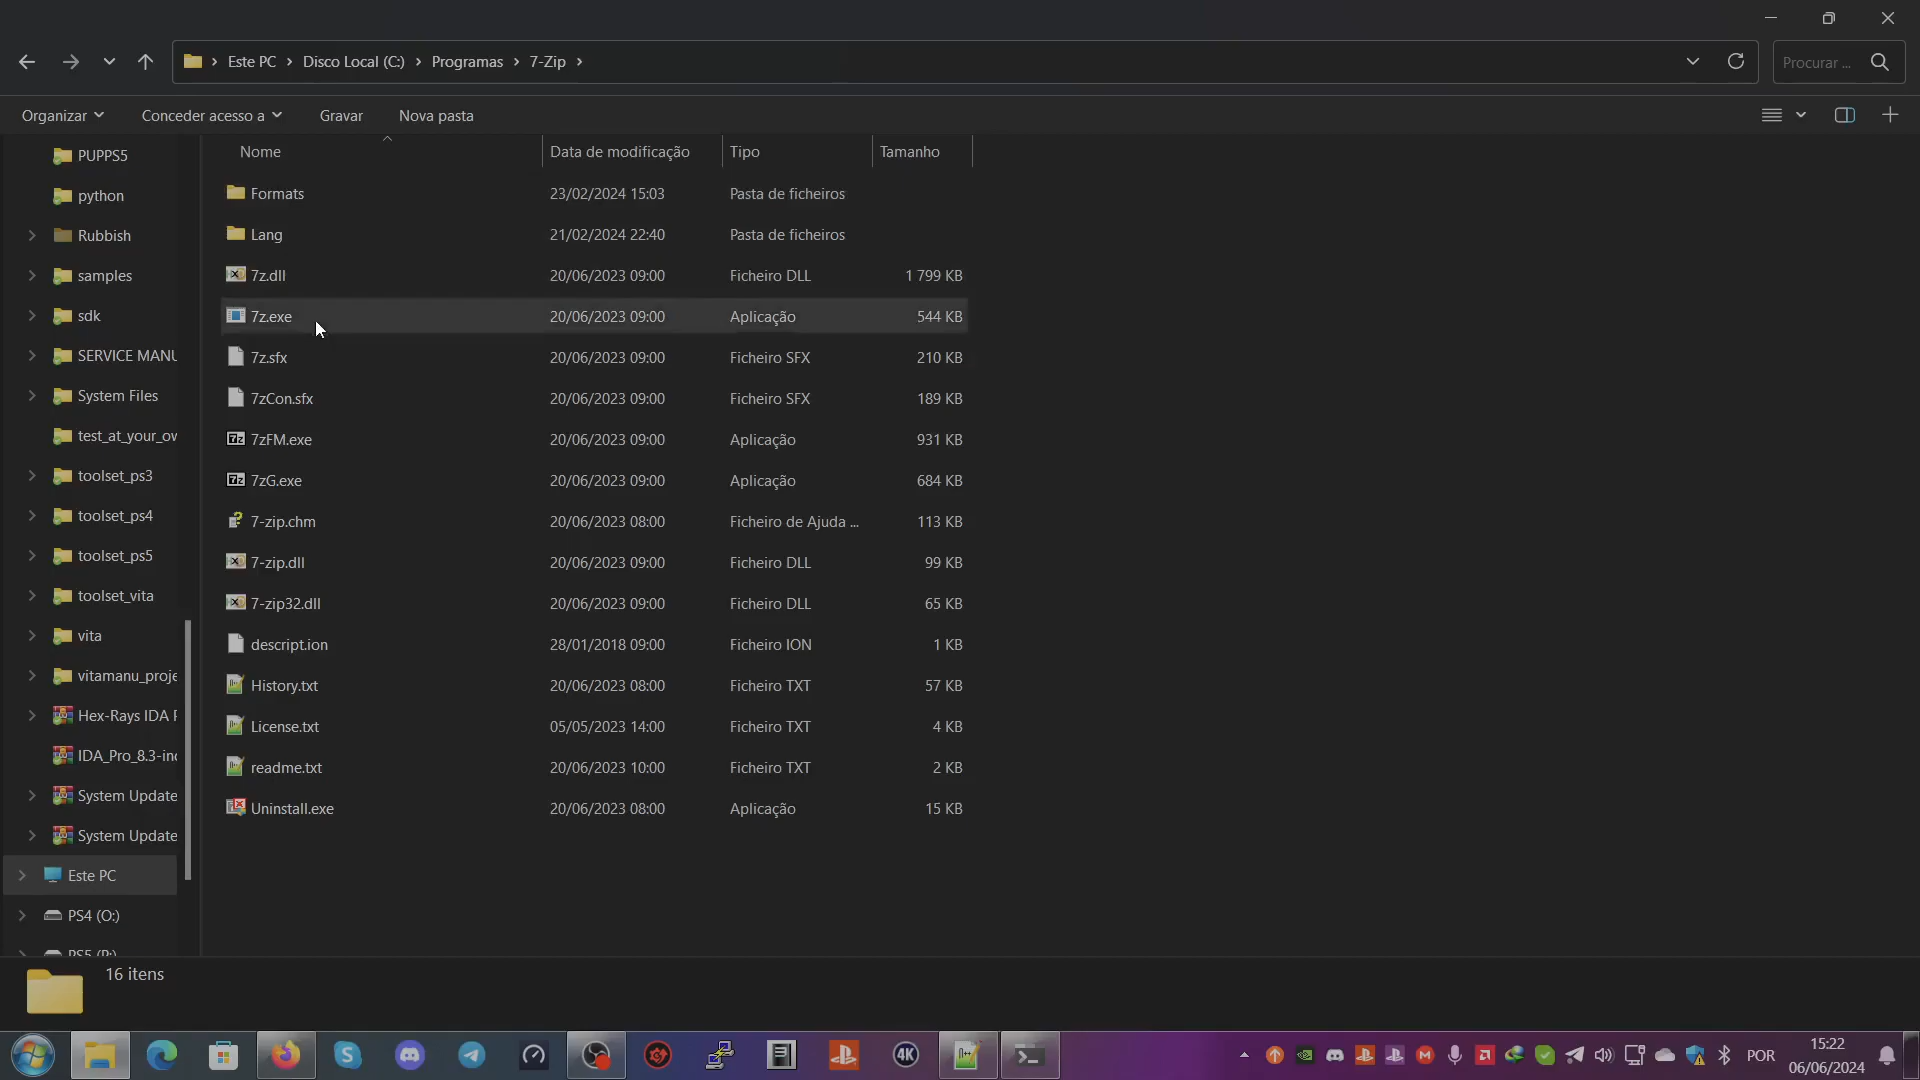 Este PC > Disco Local (C:) > Programas > 7-Zip >
Procurar ...
Organizar
Conceder acesso a
Gravar
Nova pasta
Nome
Data de modificação
Tipo
Tamanho
Formats 23/02/2024 15:03 Pasta de ficheiros
Lang 21/02/2024 22:40 Pasta de ficheiros
7z.dll 20/06/2023 09:00 Ficheiro DLL 1 799 KB
7z.exe 20/06/2023 09:00 Aplicação 544 KB
7z.sfx 20/06/2023 09:00 Ficheiro SFX 210 KB
7zCon.sfx 20/06/2023 09:00 Ficheiro SFX 189 KB
7zFM.exe 20/06/2023 09:00 Aplicação 931 KB
7zG.exe 20/06/2023 09:00 Aplicação 684 KB
7-zip.chm 20/06/2023 08:00 Ficheiro de Ajuda ... 113 KB
7-zip.dll 20/06/2023 09:00 Ficheiro DLL 99 KB
7-zip32.dll 20/06/2023 09:00 Ficheiro DLL 65 KB
descript.ion 28/01/2018 09:00 Ficheiro ION 1 KB
History.txt 20/06/2023 08:00 Ficheiro TXT 57 KB
License.txt 05/05/2023 14:00 Ficheiro TXT 4 KB
readme.txt 20/06/2023 10:00 Ficheiro TXT 2 KB
Uninstall.exe 20/06/2023 08:00 Aplicação 15 KB
PUPPS5
python
Rubbish
samples
sdk
SERVICE MANU
System Files
test_at_your_ow
toolset_ps3
toolset_ps4
toolset_ps5
toolset_vita
vita
vitamanu_proje
Hex-Rays IDA P
IDA_Pro_8.3-inc
System Update
System Update
Este PC
PS4 (O:)
16 itens
4K
POR
15:22
06/06/2024